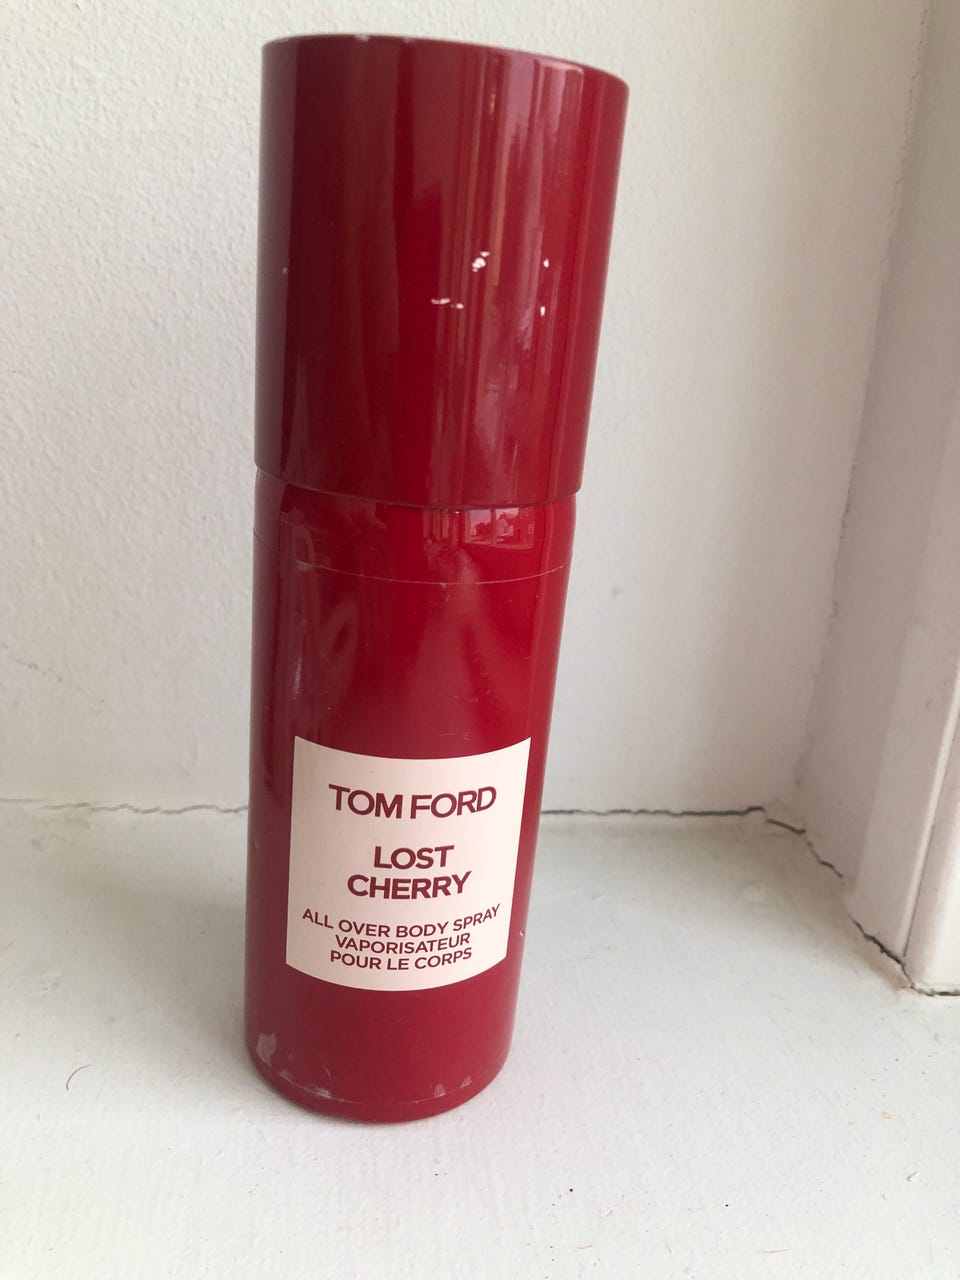 TOM FORD
LOST
CHERRY
ALL OVER BODY SPRAY
VAPORISATEUR
POUR LE CORPS